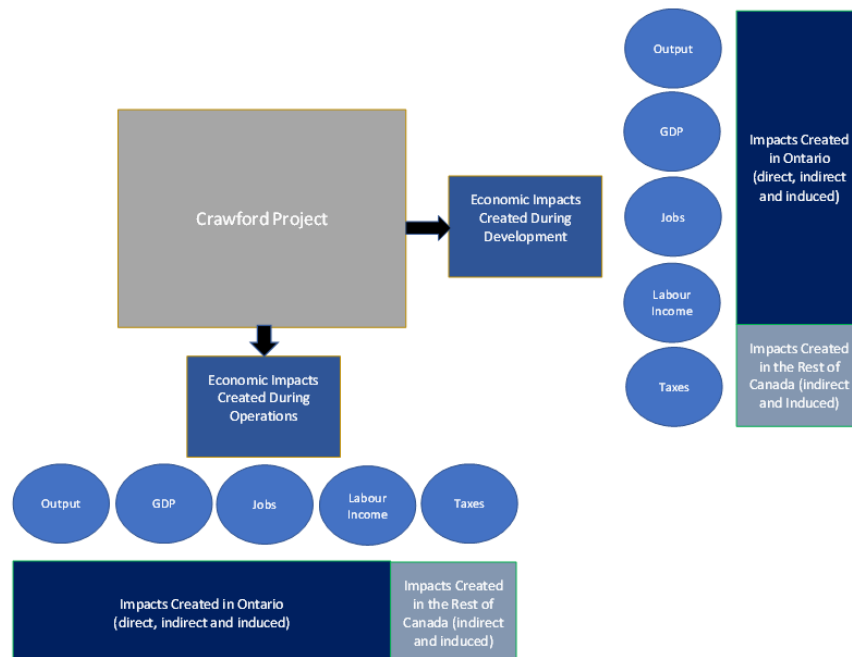 Crawford Project
Economic Impacts
Created During
Development
Output
GDP
Jobs
Labour
Income
Taxes
Impacts Created
in Ontario
(direct, indirect
and induced)
Impacts Created
in the Rest of
Canada (indirect
and Induced)
Economic Impacts
Created During
Operations
Output
GDP
Jobs
Labour
Income
Taxes
Impacts Created in Ontario
(direct, indirect and induced)
Impacts Created
in the Rest of
Canada (indirect
and induced)